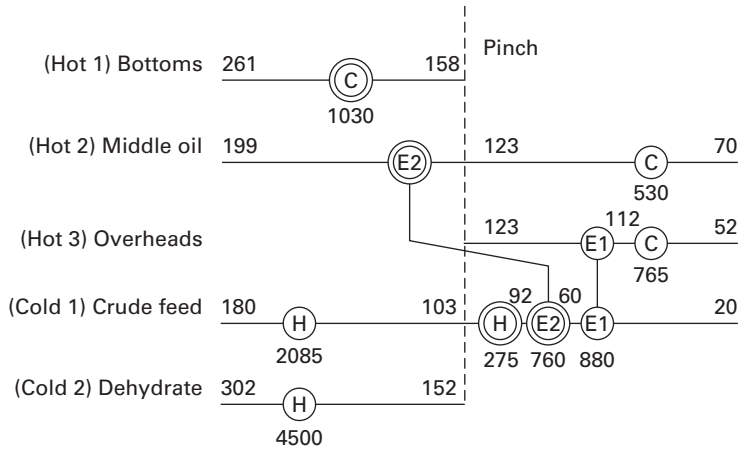 Pinch
(Hot 1) Bottoms 261 158
C
1030
(Hot 2) Middle oil 199 123 70
E2 C
530
(Hot 3) Overheads 123 112 52
E1 C
765
(Cold 1) Crude feed 180 103 92 60 20
H H E2 E1
2085 275 760 880
(Cold 2) Dehydrate 302 152
H
4500